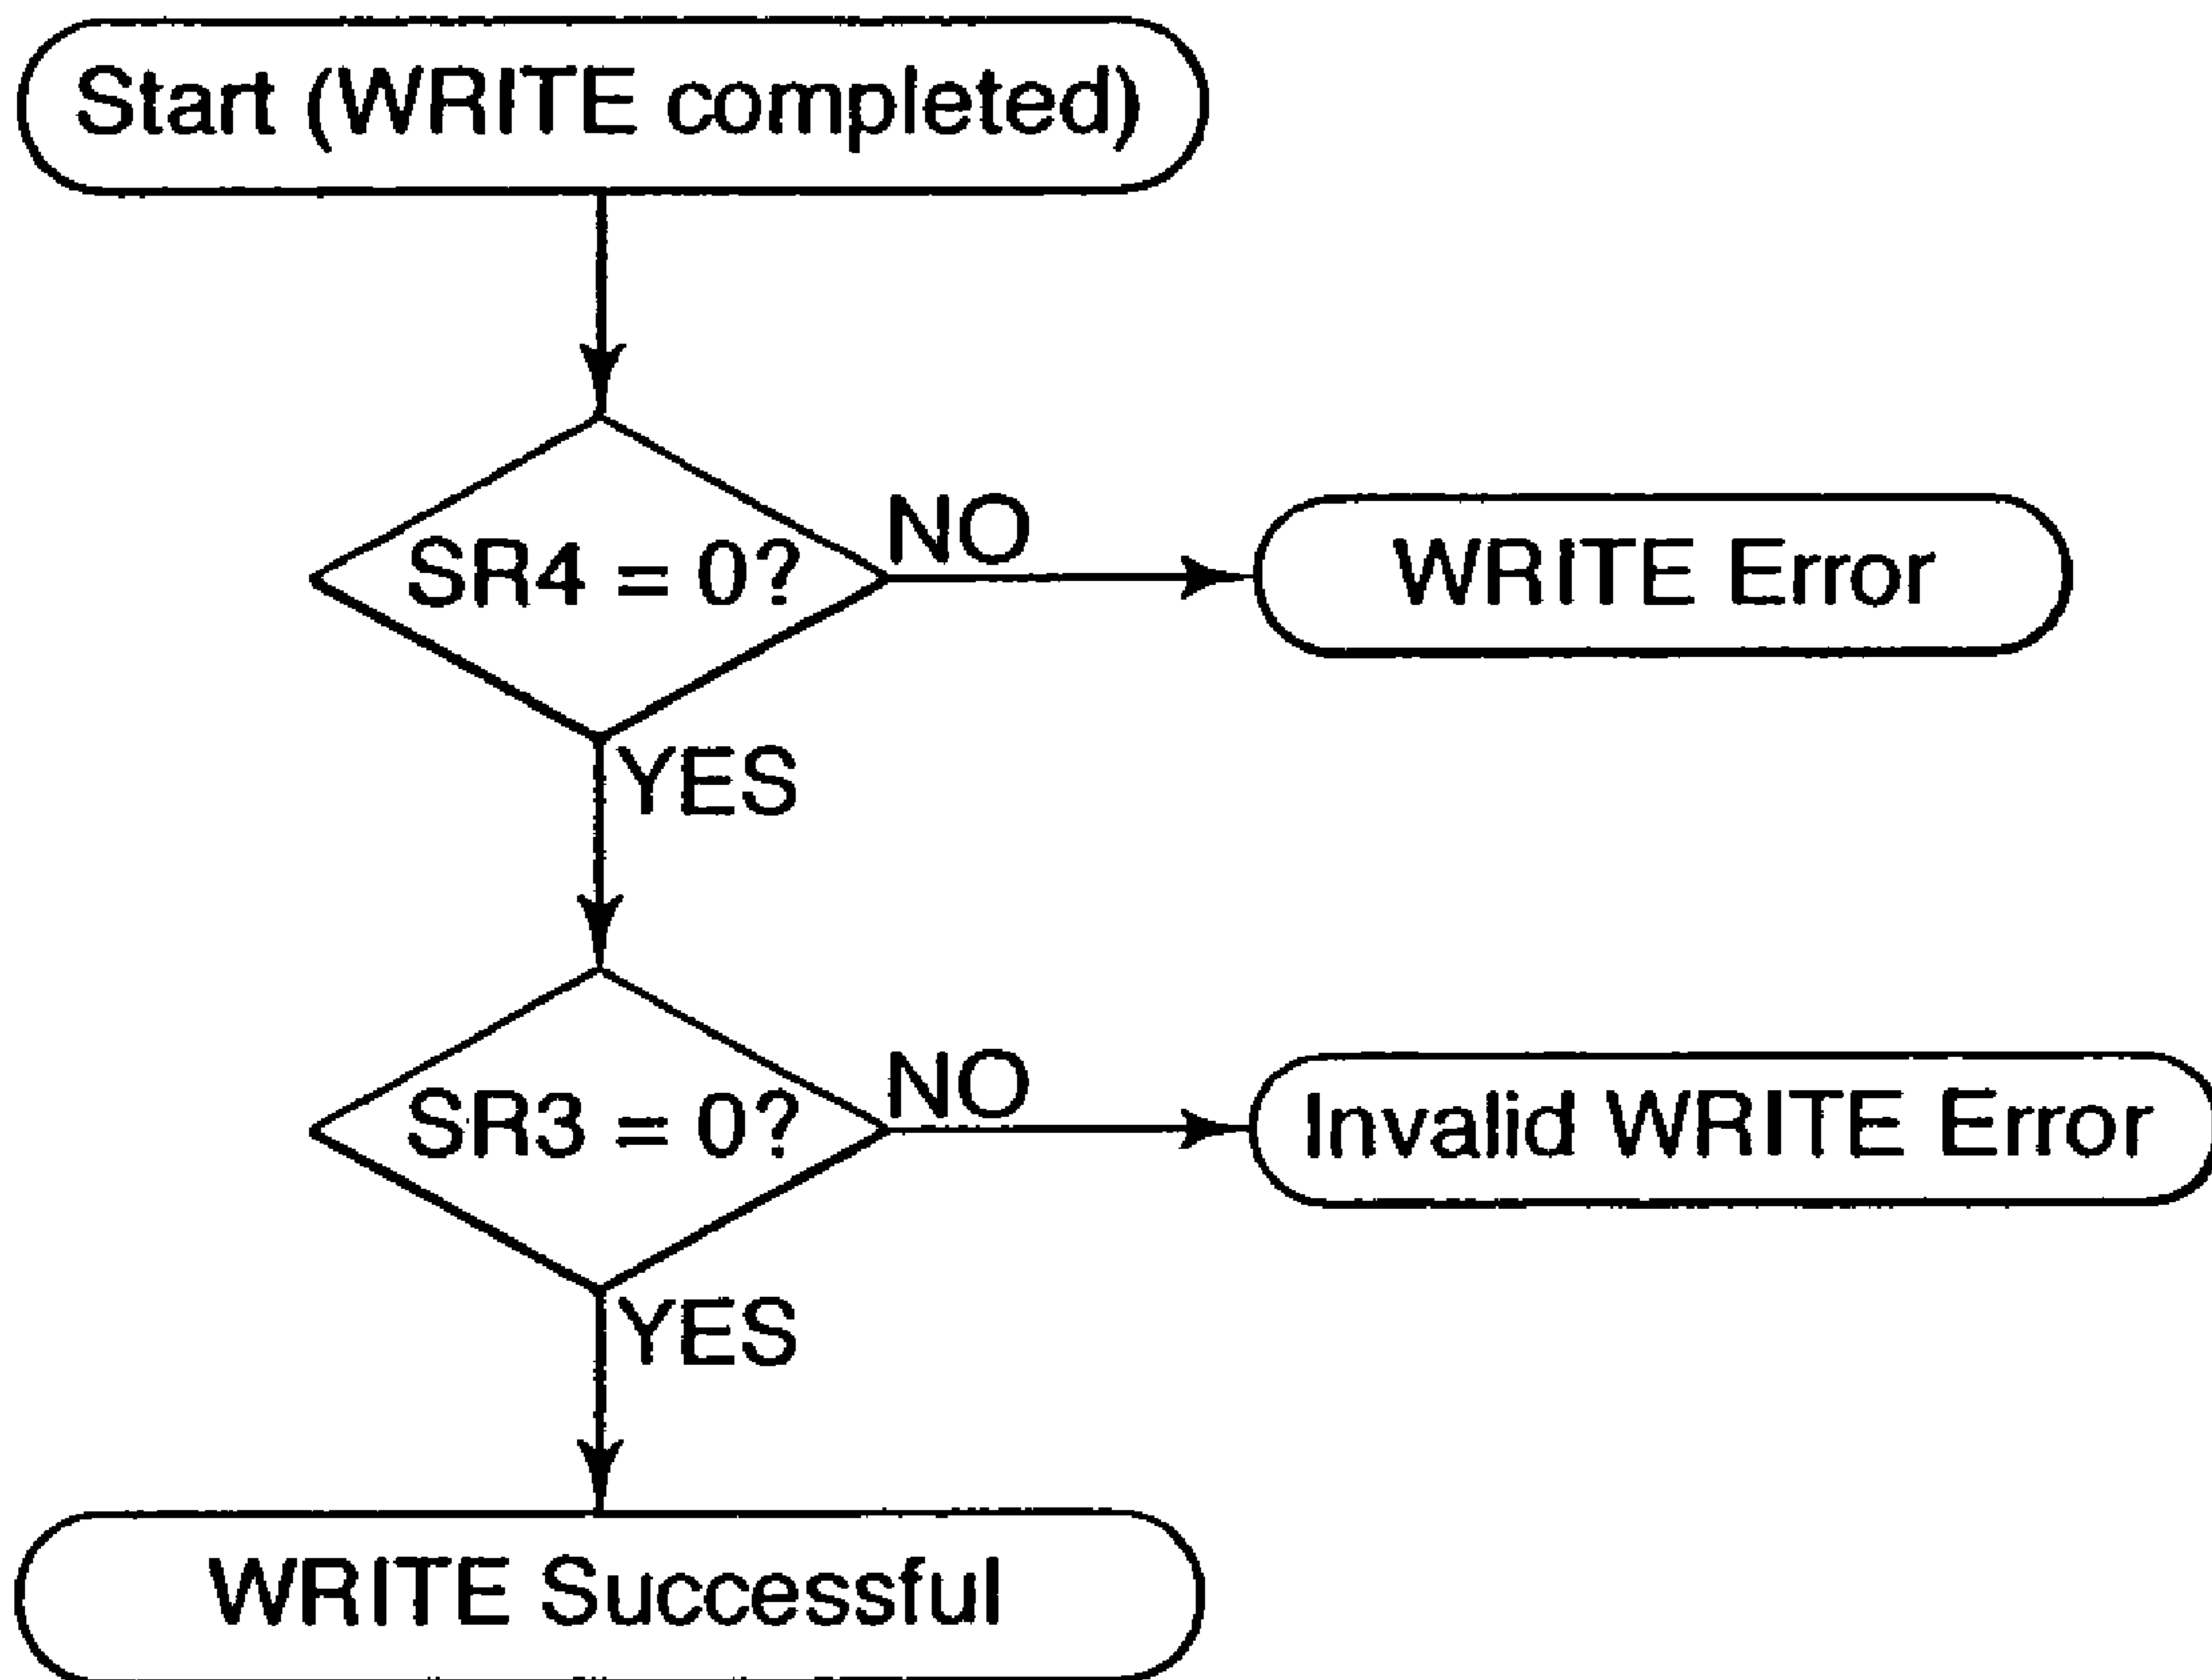 Start (WRITE completed)
SR4 = 0?
NO
WRITE Error
YES
SR3 = 0?
NO
Invalid WRITE Error
YES
WRITE Successful